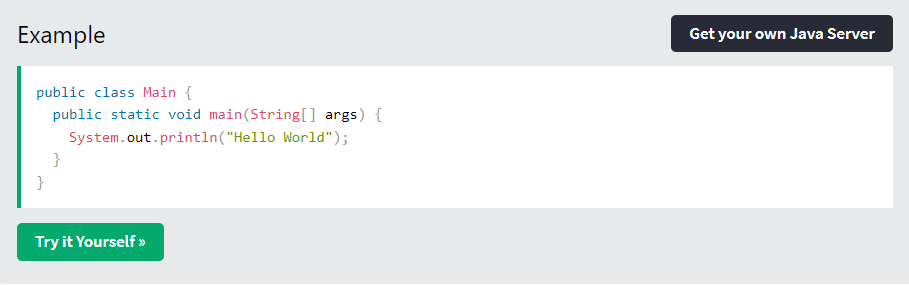 Example
Get your own Java Server
public class Main {
  public static void main(String[] args) {
    System.out.println("Hello World");
  }
}
Try it Yourself »